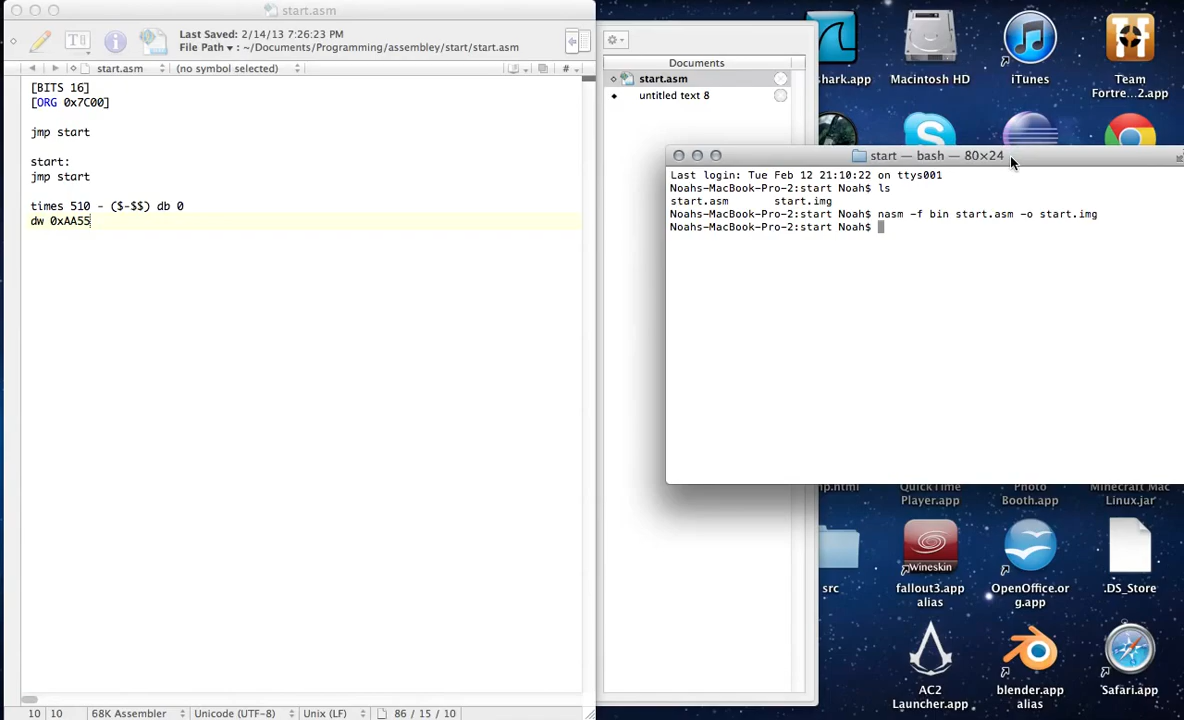 start.asm
Last Saved: 2/14/13 7:26:23 PM
File Path ▾ : ~/Documents/Programming/assembley/start/start.asm
start.asm (no symbol selected) #
[BITS 16]
[ORG 0x7C00]
jmp start
start:
jmp start
times 510 - ($-$$) db 0
dw 0xAA55
10 10 68K Assembler Unicode (UTF-8) Unix (LF) 86 / 15 / 10
Documents
start.asm
untitled text 8
start — bash — 80×24
Last login: Tue Feb 12 21:10:22 on ttys001
Noahs-MacBook-Pro-2:start Noah$ ls
start.asm start.img
Noahs-MacBook-Pro-2:start Noah$ nasm -f bin start.asm -o start.img
Noahs-MacBook-Pro-2:start Noah$
shark.app
Macintosh HD
iTunes
Team
Fortre...2.app
QuickTime
Player.app
Photo
Booth.app
Minecraft Mac
Linux.jar
src
Wineskin
fallout3.app
alias
OpenOffice.or
g.app
.DS_Store
AC2
Launcher.app
blender.app
alias
Safari.app